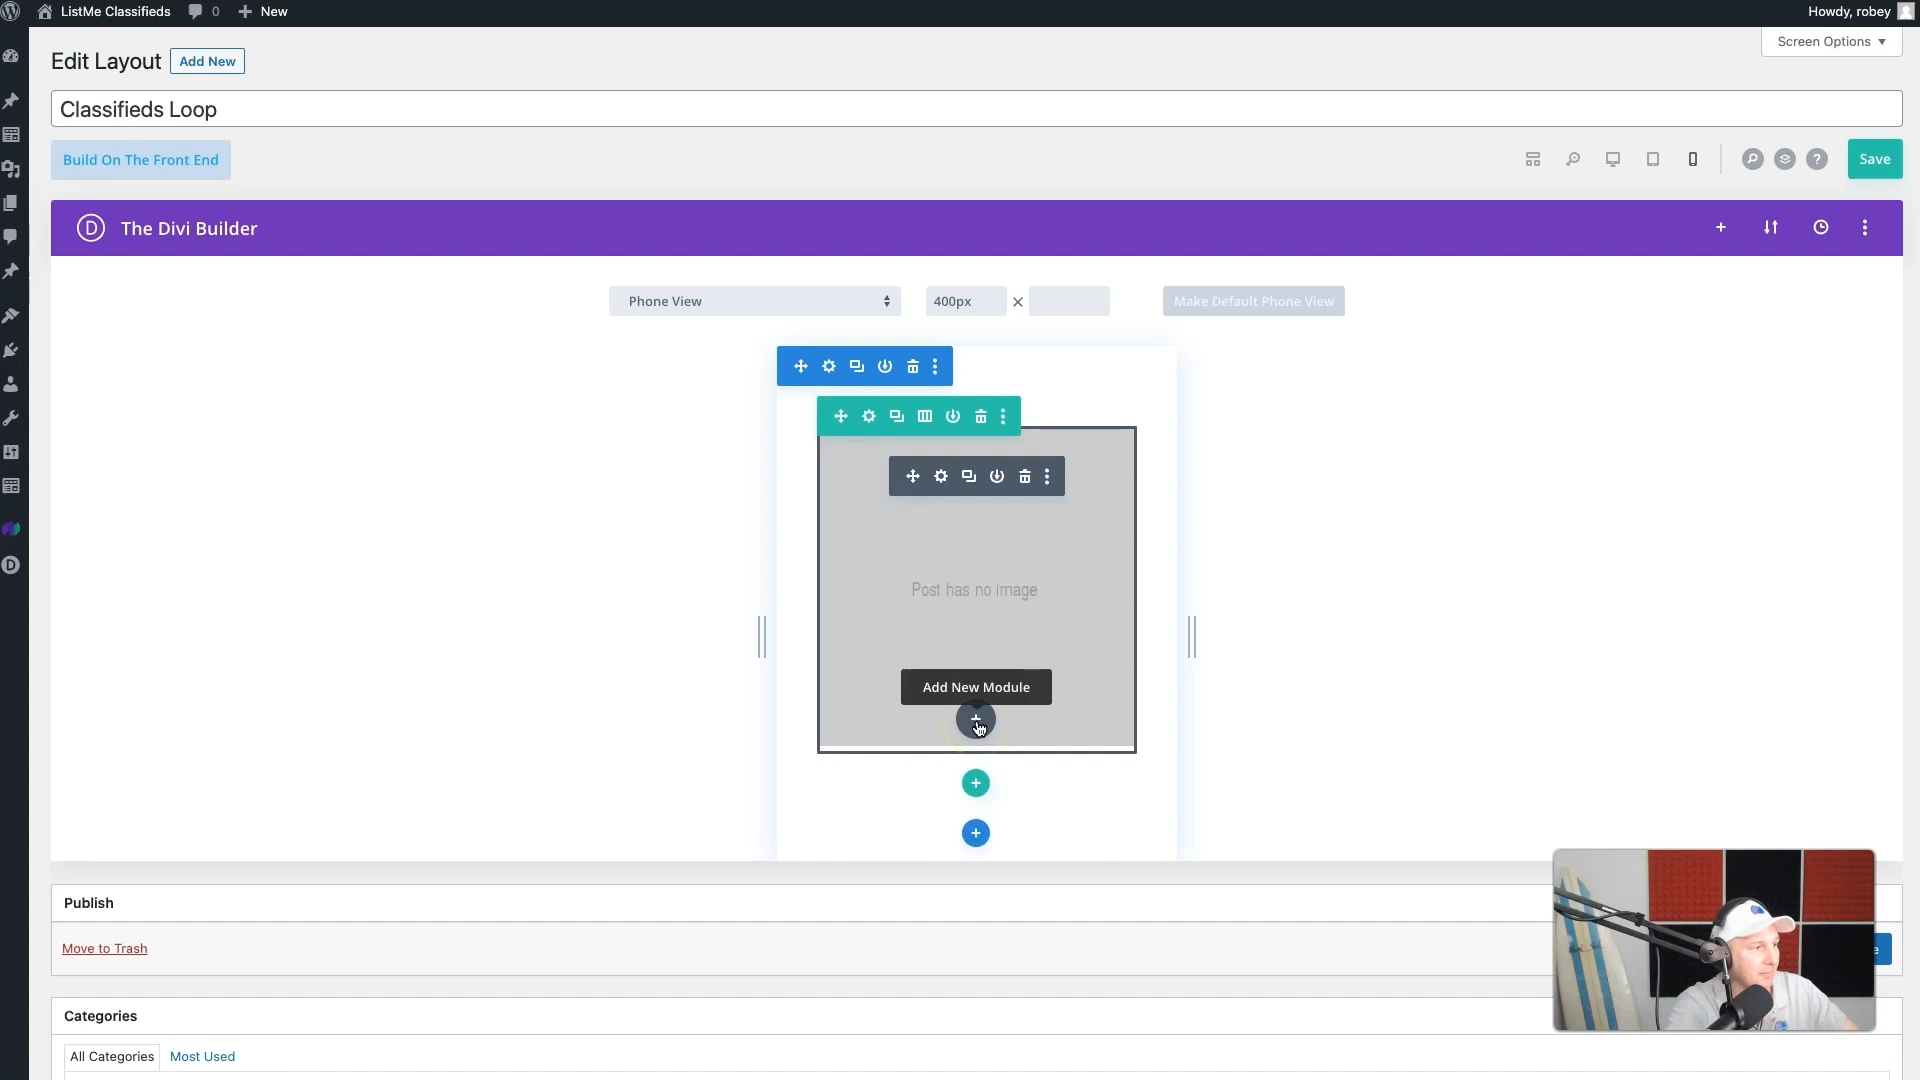 ListMe Classifieds
0
New
Howdy, robey
Screen Options
Edit Layout
Add New
Classifieds Loop
Build On The Front End
Save
D
The Divi Builder
Phone View
400px
Make Default Phone View
Post has no image
Add New Module
Publish
Move to Trash
Categories
All Categories
Most Used